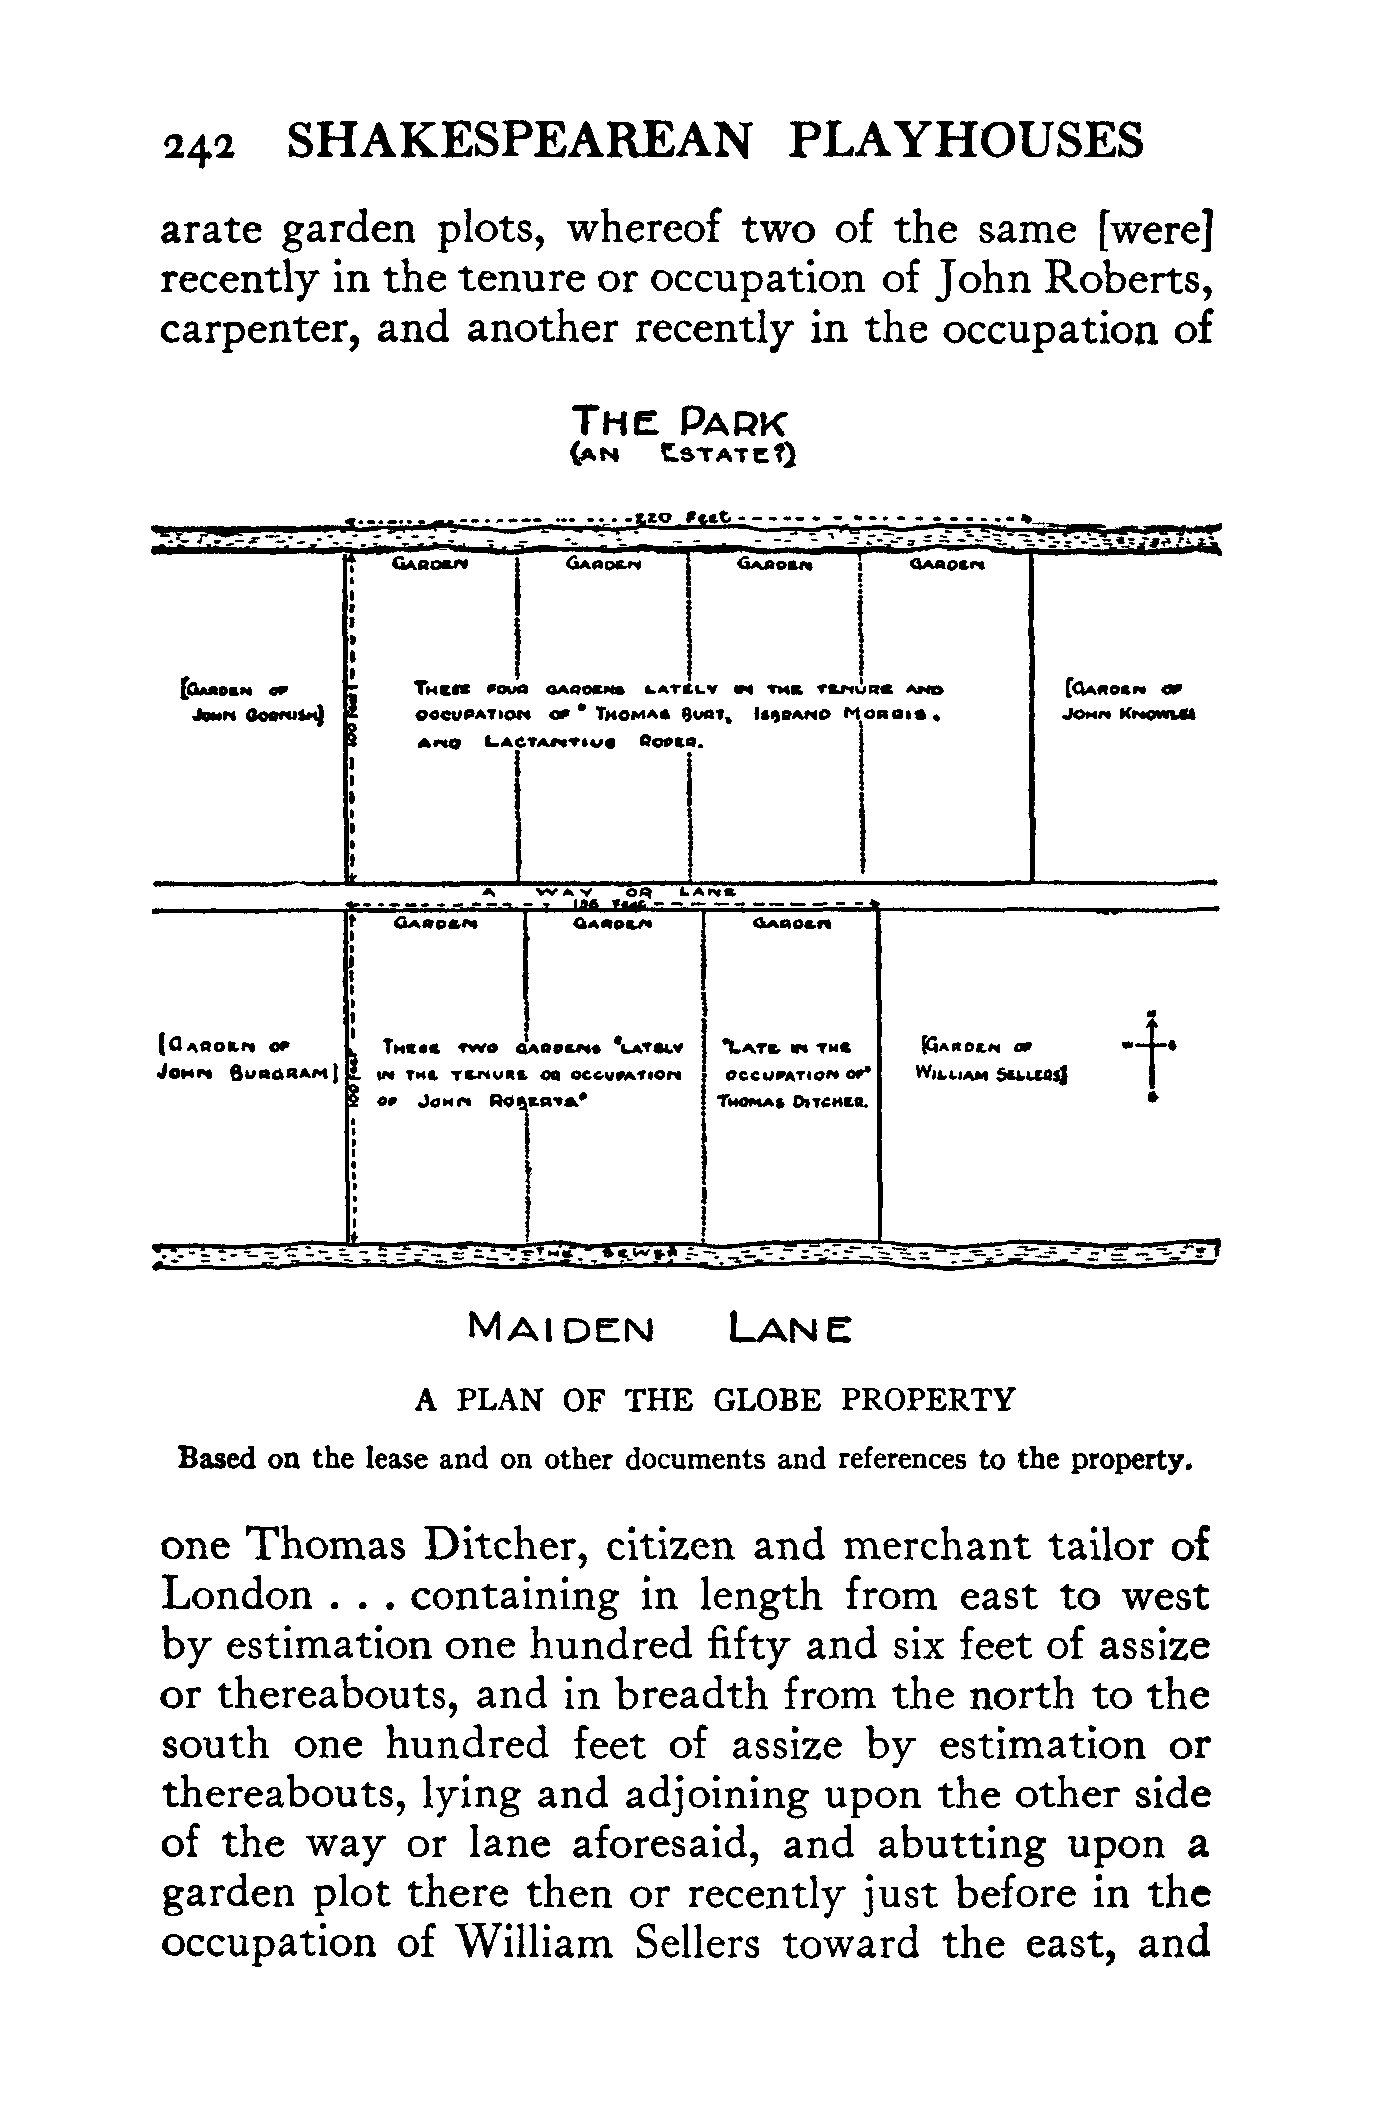 242 SHAKESPEAREAN PLAYHOUSES
arate garden plots, whereof two of the same [were]
recently in the tenure or occupation of John Roberts,
carpenter, and another recently in the occupation of
THE PARK
(AN ESTATE?)
220 Feet
GARDEN GARDEN GARDEN GARDEN
[GARDEN OF
JOHN CORNISH]
100 Feet
THESE FOUR GARDENS LATELY IN THE TENURE AND
OCCUPATION OF "THOMAS BURT, ISBRAND MORRIS,
AND LACTANTIUS ROPER.
[GARDEN OF
JOHN KNOWLES
A WAY OR LANE
156 Feet
GARDEN GARDEN GARDEN
[GARDEN OF
JOHN BURGRAM]
100 Feet
THESE TWO GARDENS "LATELY
IN THE TENURE OR OCCUPATION
OF JOHN ROBERTS"
"LATE IN THE
OCCUPATION OF"
THOMAS DITCHER.
[GARDEN OF
WILLIAM SELLERS]
THE SEWER
MAIDEN LANE
A PLAN OF THE GLOBE PROPERTY
Based on the lease and on other documents and references to the property.
one Thomas Ditcher, citizen and merchant tailor of
London . . . containing in length from east to west
by estimation one hundred fifty and six feet of assize
or thereabouts, and in breadth from the north to the
south one hundred feet of assize by estimation or
thereabouts, lying and adjoining upon the other side
of the way or lane aforesaid, and abutting upon a
garden plot there then or recently just before in the
occupation of William Sellers toward the east, and